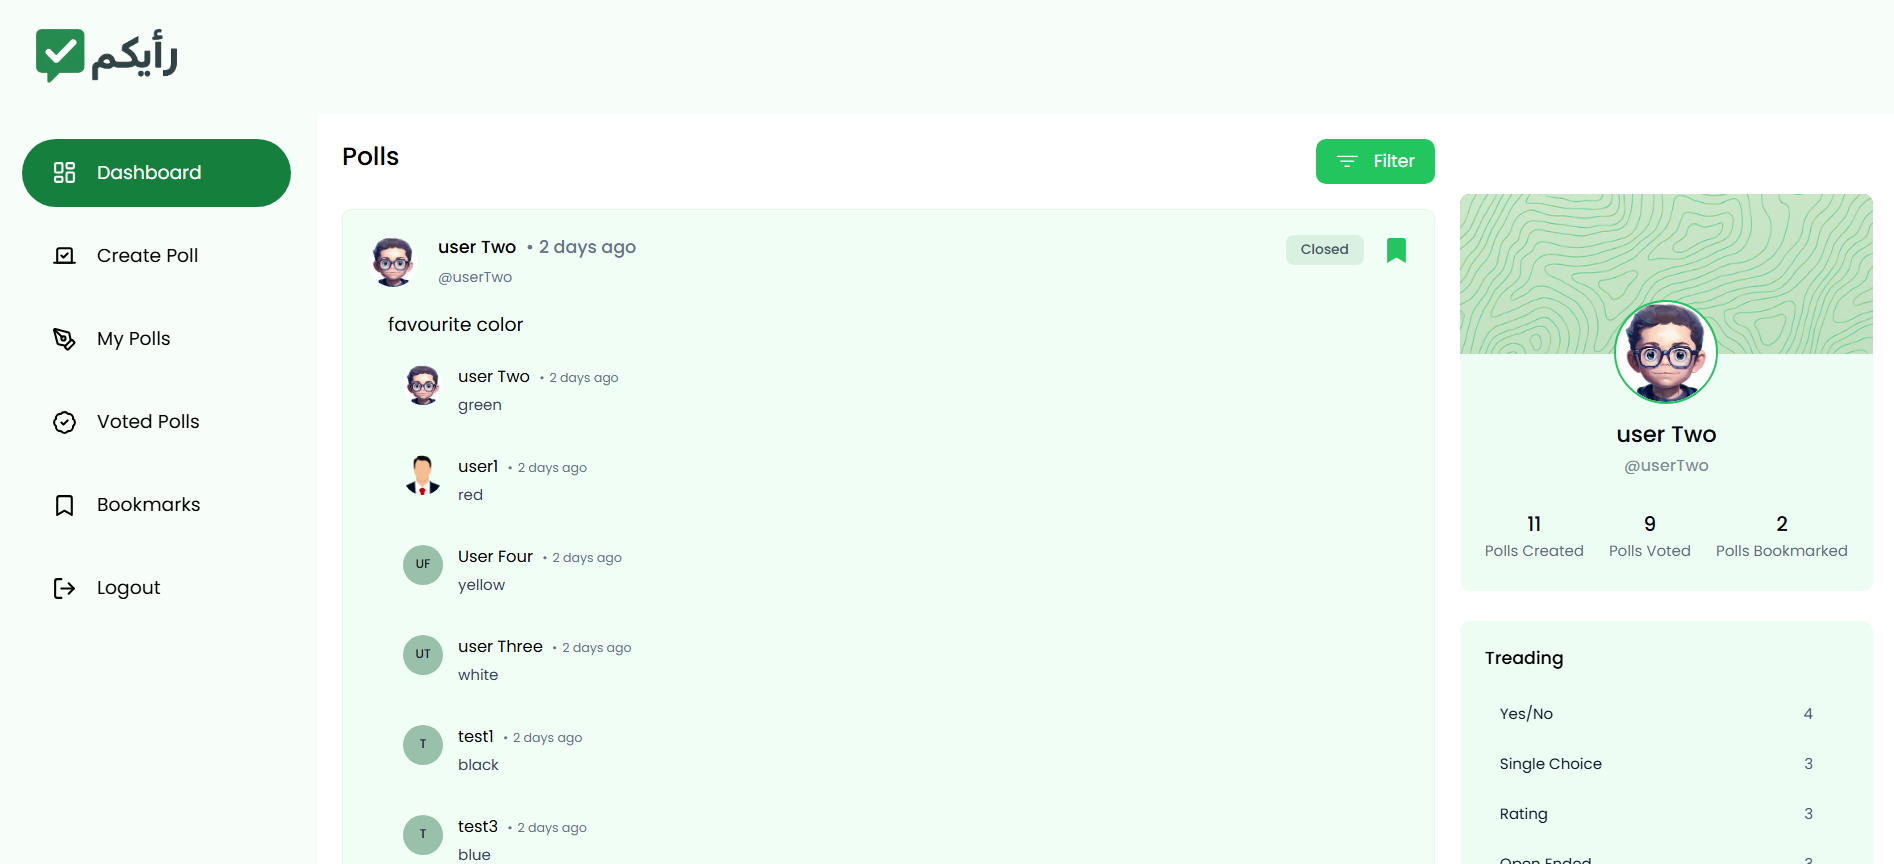 رأيكم
Dashboard
Create Poll
My Polls
Voted Polls
Bookmarks
Logout
Polls
Filter
user Two • 2 days ago
@userTwo
Closed
favourite color
user Two • 2 days ago
green
user1 • 2 days ago
red
UF
User Four • 2 days ago
yellow
UT
user Three • 2 days ago
white
T
test1 • 2 days ago
black
T
test3 • 2 days ago
blue
user Two
@userTwo
11 9 2
Polls Created Polls Voted Polls Bookmarked
Treading
Yes/No 4
Single Choice 3
Rating 3
Open Ended 3